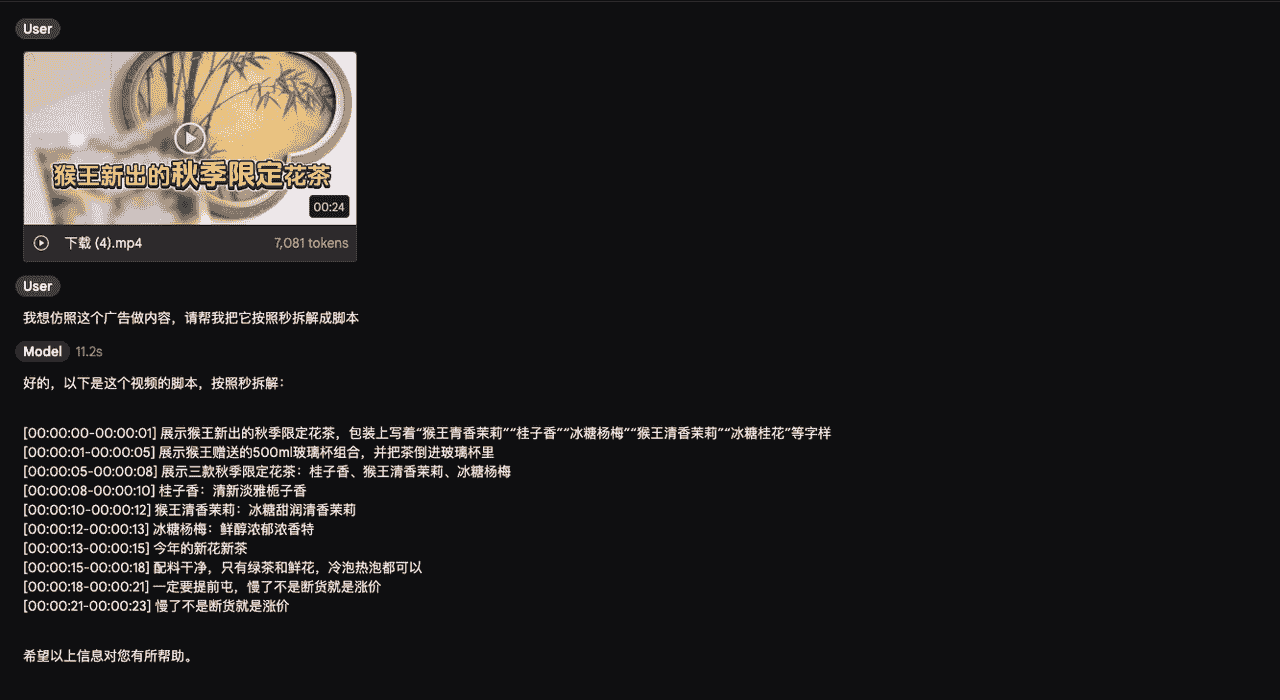 User
猴王新出的秋季限定花茶
00:24
下载 (4).mp4
7,081 tokens
User
我想仿照这个广告做内容，请帮我把它按照秒拆解成脚本
Model 11.2s
好的，以下是这个视频的脚本，按照秒拆解：
[00:00:00-00:00:01] 展示猴王新出的秋季限定花茶，包装上写着“猴王青香茉莉”“桂子香”“冰糖杨梅”“猴王清香茉莉”“冰糖桂花”等字样
[00:00:01-00:00:05] 展示猴王赠送的500ml玻璃杯组合，并把茶倒进玻璃杯里
[00:00:05-00:00:08] 展示三款秋季限定花茶：桂子香、猴王清香茉莉、冰糖杨梅
[00:00:08-00:00:10] 桂子香：清新淡雅栀子香
[00:00:10-00:00:12] 猴王清香茉莉：冰糖甜润清香茉莉
[00:00:12-00:00:13] 冰糖杨梅：鲜醇浓郁浓香特
[00:00:13-00:00:15] 今年的新花新茶
[00:00:15-00:00:18] 配料干净，只有绿茶和鲜花，冷泡热泡都可以
[00:00:18-00:00:21] 一定要提前屯，慢了不是断货就是涨价
[00:00:21-00:00:23] 慢了不是断货就是涨价
希望以上信息对您有所帮助。